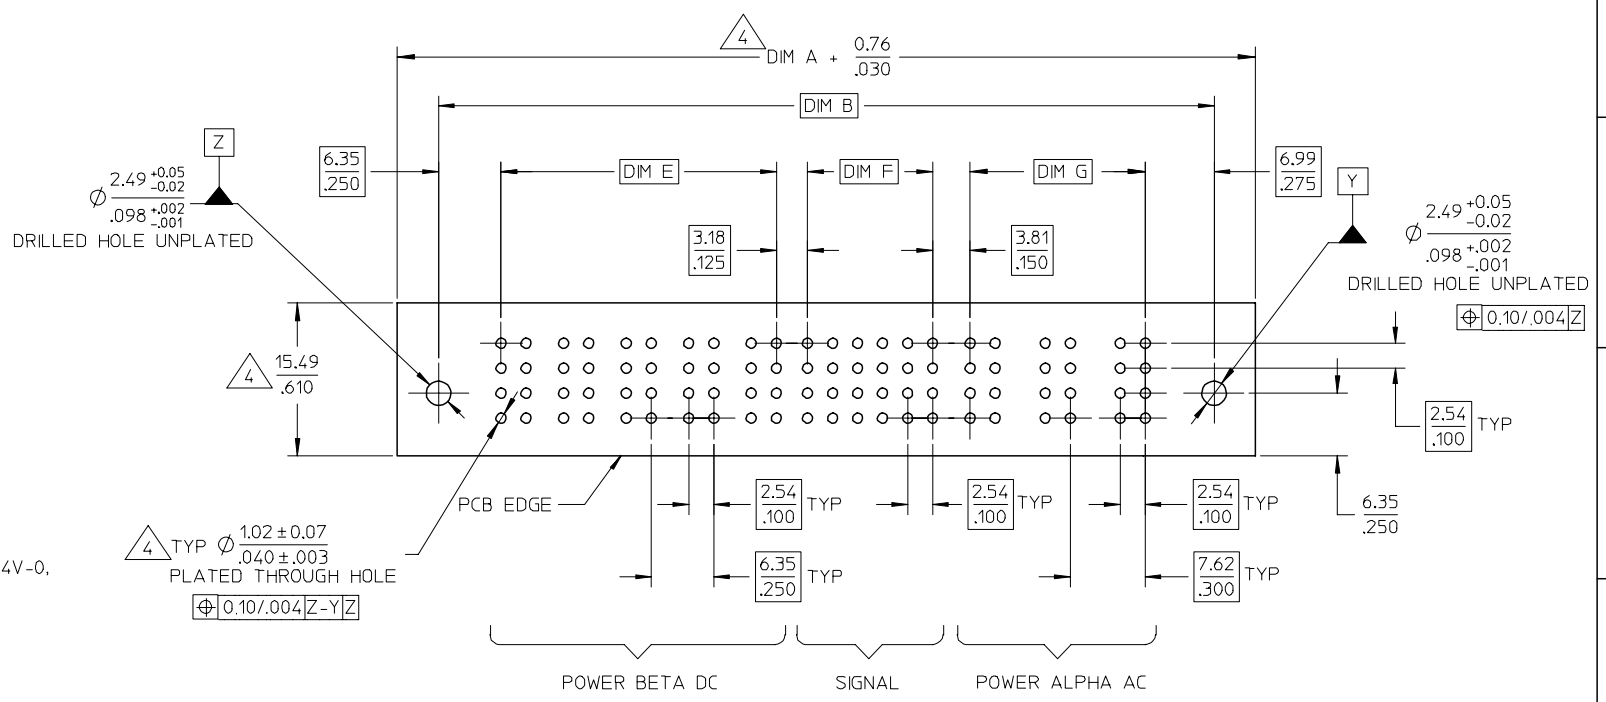 4
DIM A + 0.76
.030
DIM B
Z
6.35
.250
DIM E
DIM F
DIM G
6.99
.275
Y
Ø 2.49 +0.05
-0.02
.098 +.002
-.001
DRILLED HOLE UNPLATED
Ø 2.49 +0.05
-0.02
.098 +.002
-.001
DRILLED HOLE UNPLATED
⌖ 0.10/.004 Z
3.18
.125
3.81
.150
4
15.49
.610
2.54
.100 TYP
PCB EDGE
2.54
.100 TYP
2.54
.100 TYP
2.54
.100 TYP
6.35
.250
4 TYP Ø 1.02 ±0.07
.040 ±.003
PLATED THROUGH HOLE
⌖ 0.10/.004 Z-Y Z
4V-0,
6.35
.250 TYP
7.62
.300 TYP
POWER BETA DC
SIGNAL
POWER ALPHA AC